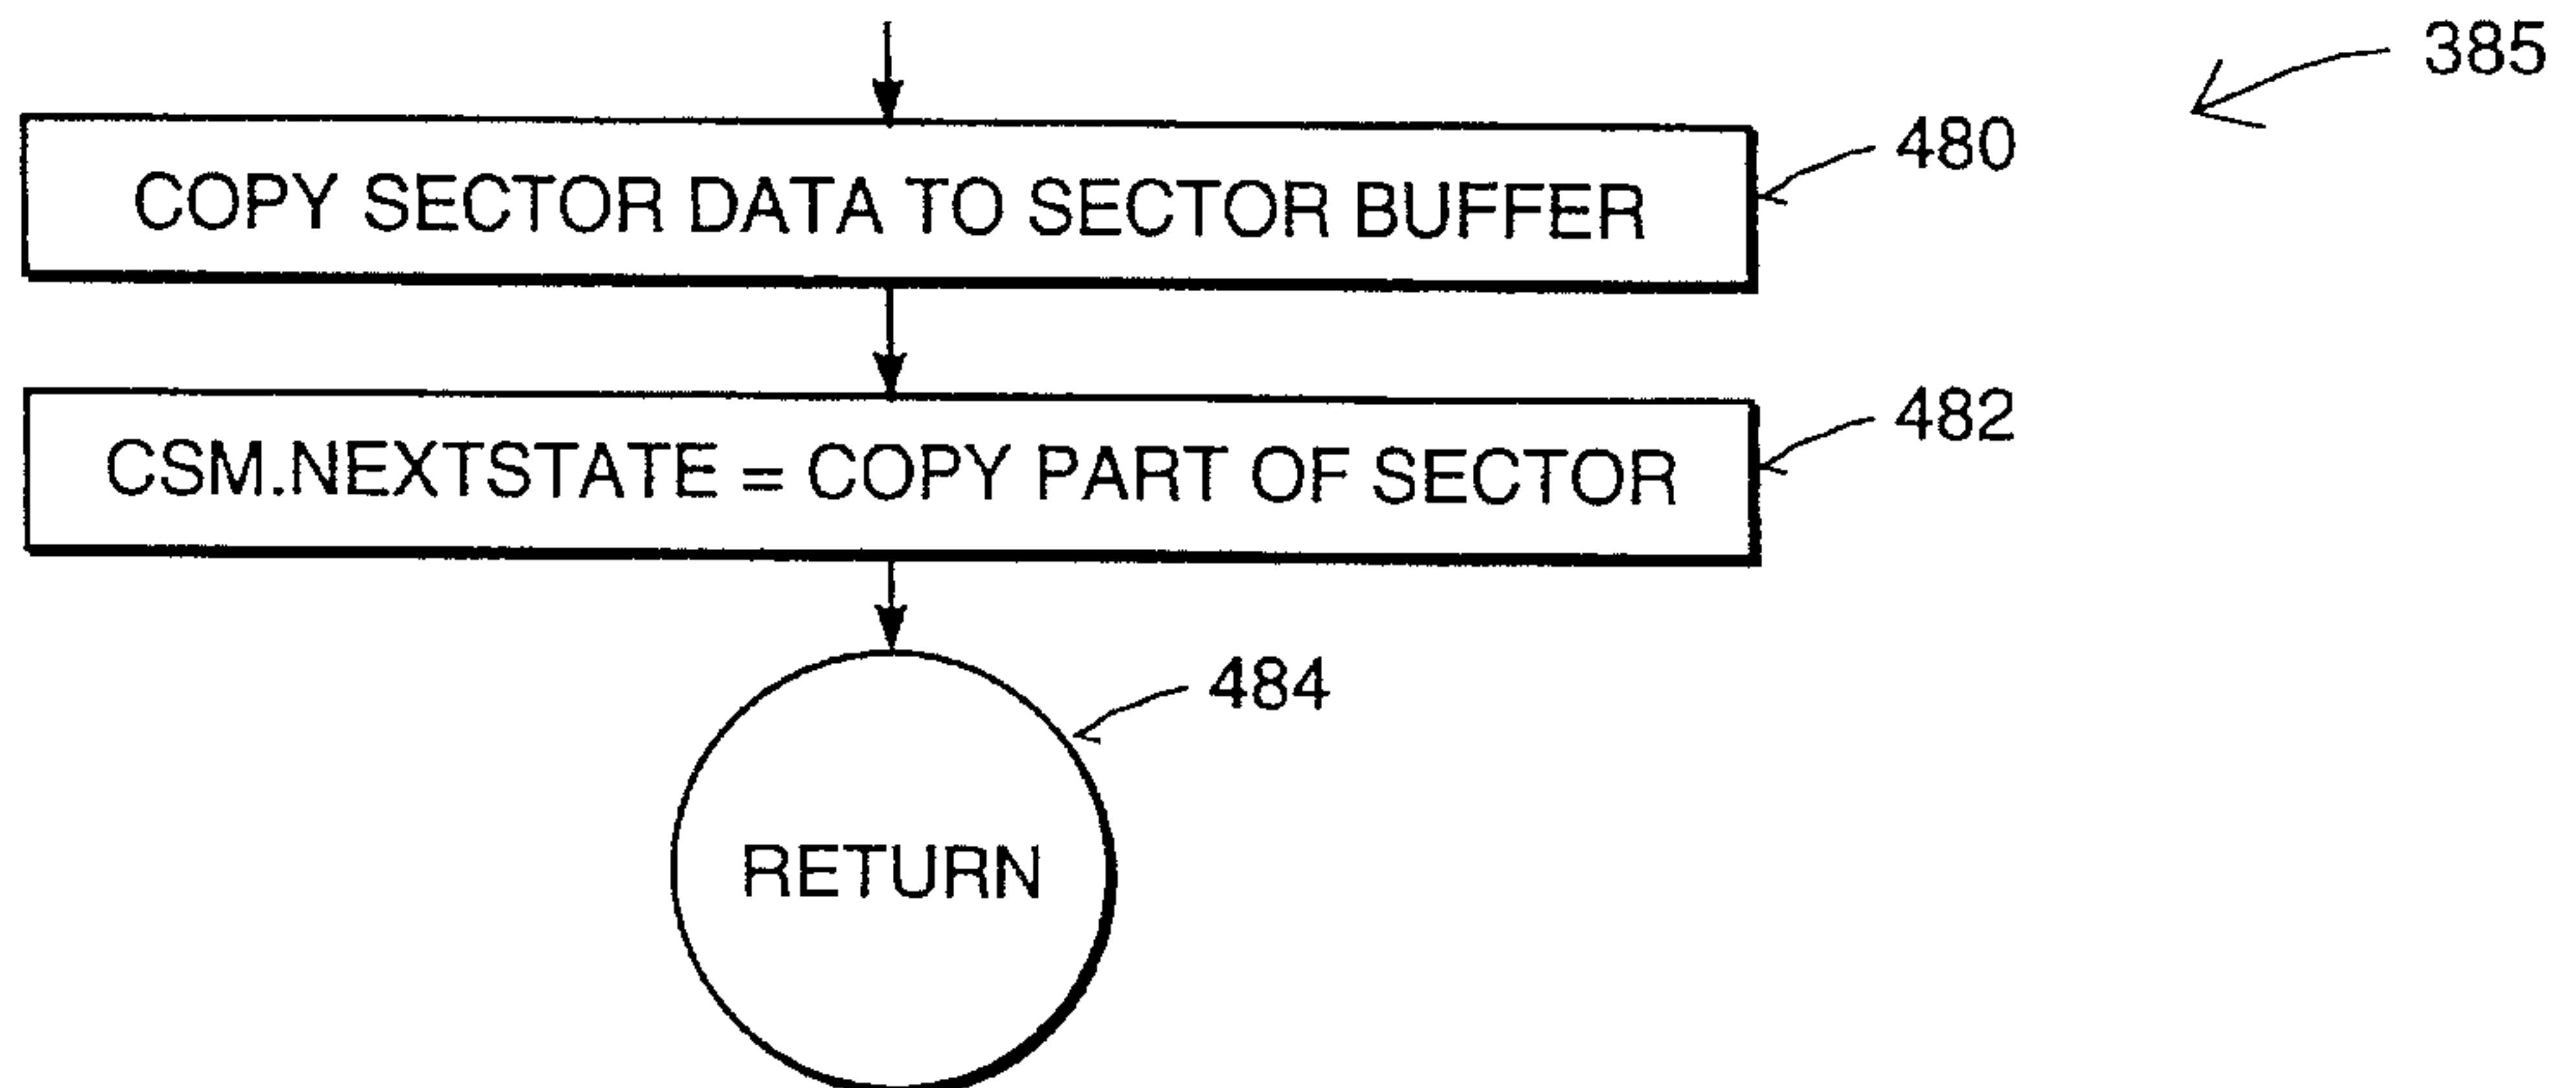 385
COPY SECTOR DATA TO SECTOR BUFFER
480
CSM.NEXTSTATE = COPY PART OF SECTOR
482
484
RETURN